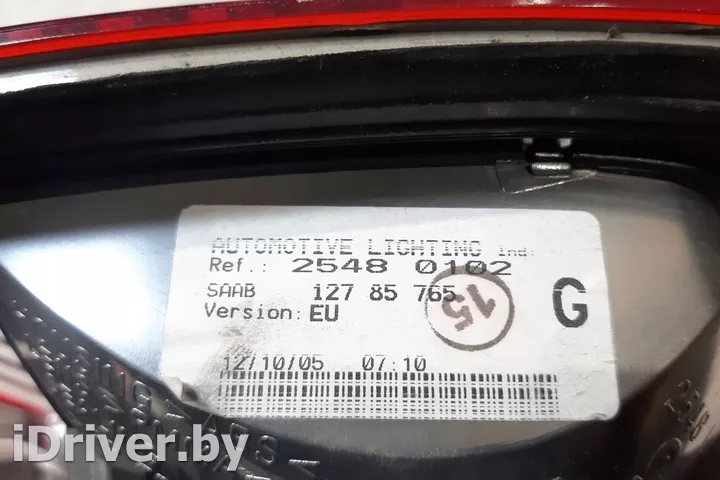 AUTOMOTIVE LIGHTING Ind:
Ref.: 2548 0102
SAAB 127 85 765
15
G
Version: EU
12/10/05 07:10
iDriver.by